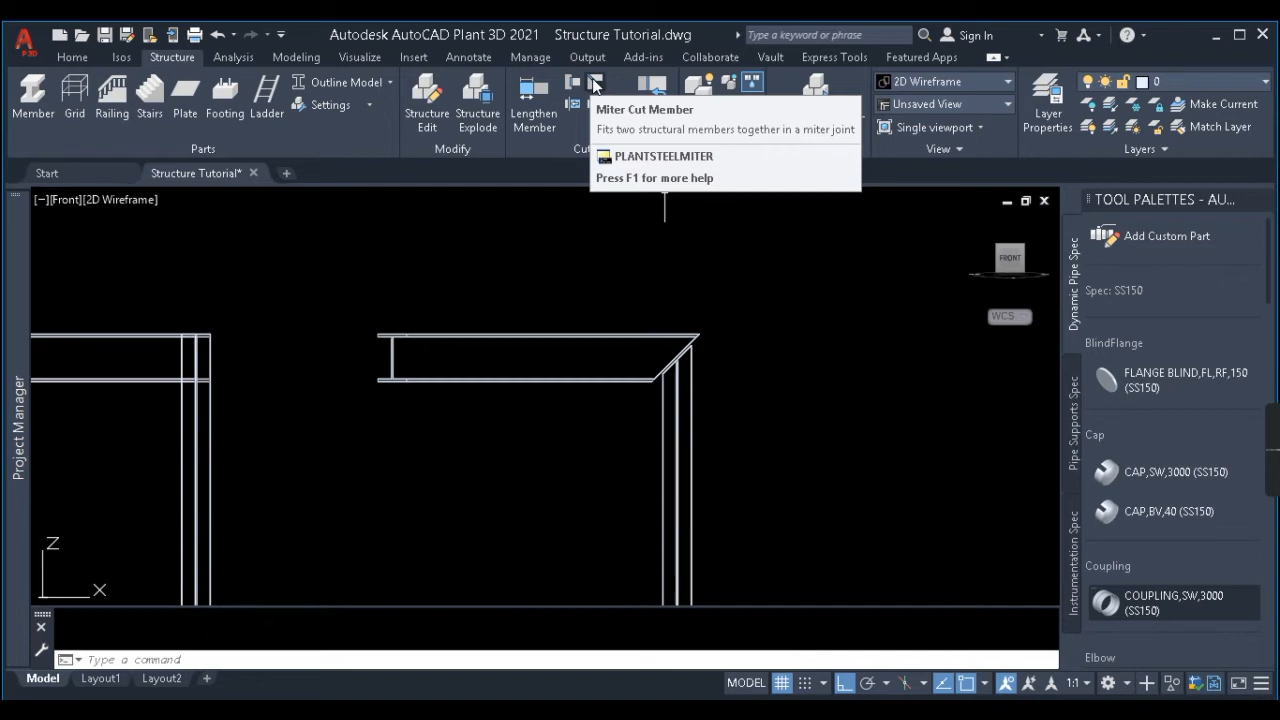 Autodesk AutoCAD Plant 3D 2021 Structure Tutorial.dwg
Type a keyword or phrase
Sign In
P3D
Home Isos Structure Analysis Modeling Visualize Insert Annotate Manage Output Add-ins Collaborate Vault Express Tools Featured Apps
Member
Grid
Railing
Stairs
Plate
Footing
Ladder
Outline Model
Settings
Parts
Structure
Edit
Structure
Explode
Modify
Lengthen
Member
Cu
Miter Cut Member
Fits two structural members together in a miter joint
PLANTSTEELMITER
Press F1 for more help
2D Wireframe
Unsaved View
Single viewport
View
Layer
Properties
0
Make Current
Match Layer
Layers
Start
Structure Tutorial*
[−][Front][2D Wireframe]
FRONT
WCS
Project Manager
Z
X
TOOL PALETTES - AU...
Dynamic Pipe Spec
Pipe Supports Spec
Instrumentation Spec
Add Custom Part
Spec: SS150
BlindFlange
FLANGE BLIND,FL,RF,150
(SS150)
Cap
CAP,SW,3000 (SS150)
CAP,BV,40 (SS150)
Coupling
COUPLING,SW,3000
(SS150)
Elbow
Type a command
Model Layout1 Layout2
MODEL
1:1